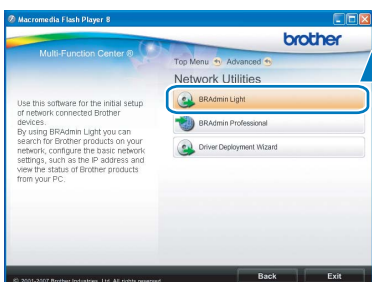 Macromedia Flash Player 8
brother
Multi-Function Center ®
Top Menu Advanced
Network Utilities
BRAdmin Light
BRAdmin Professional
Driver Deployment Wizard
Use this software for the initial setup
of network connected Brother
devices.
By using BRAdmin Light you can
search for Brother products on your
network, configure the basic network
settings, such as the IP address and
view the status of Brother products
from your PC.
© 2001-2007 Brother Industries, Ltd. All rights reserved.
Back
Exit